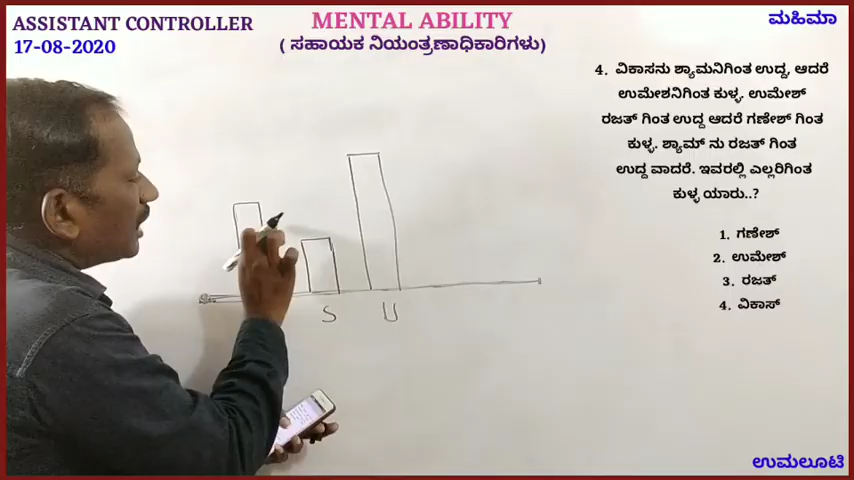 ASSISTANT CONTROLLER
17-08-2020
MENTAL ABILITY
( ಸಹಾಯಕ ನಿಯಂತ್ರಣಾಧಿಕಾರಿಗಳು)
ಮಹಿಮಾ
4. ವಿಕಾಸನು ಶ್ಯಾಮನಿಗಿಂತ ಉದ್ದ, ಆದರೆ
ಉಮೇಶನಿಗಿಂತ ಕುಳ್ಳ. ಉಮೇಶ್
ರಜತ್ ಗಿಂತ ಉದ್ದ ಆದರೆ ಗಣೇಶ್ ಗಿಂತ
ಕುಳ್ಳ. ಶ್ಯಾಮ್ ನು ರಜತ್ ಗಿಂತ
ಉದ್ದ ವಾದರೆ. ಇವರಲ್ಲಿ ಎಲ್ಲರಿಗಿಂತ
ಕುಳ್ಳ ಯಾರು..?
1. ಗಣೇಶ್
2. ಉಮೇಶ್
3. ರಜತ್
4. ವಿಕಾಸ್
S U
ಉಮಲೂಟಿ